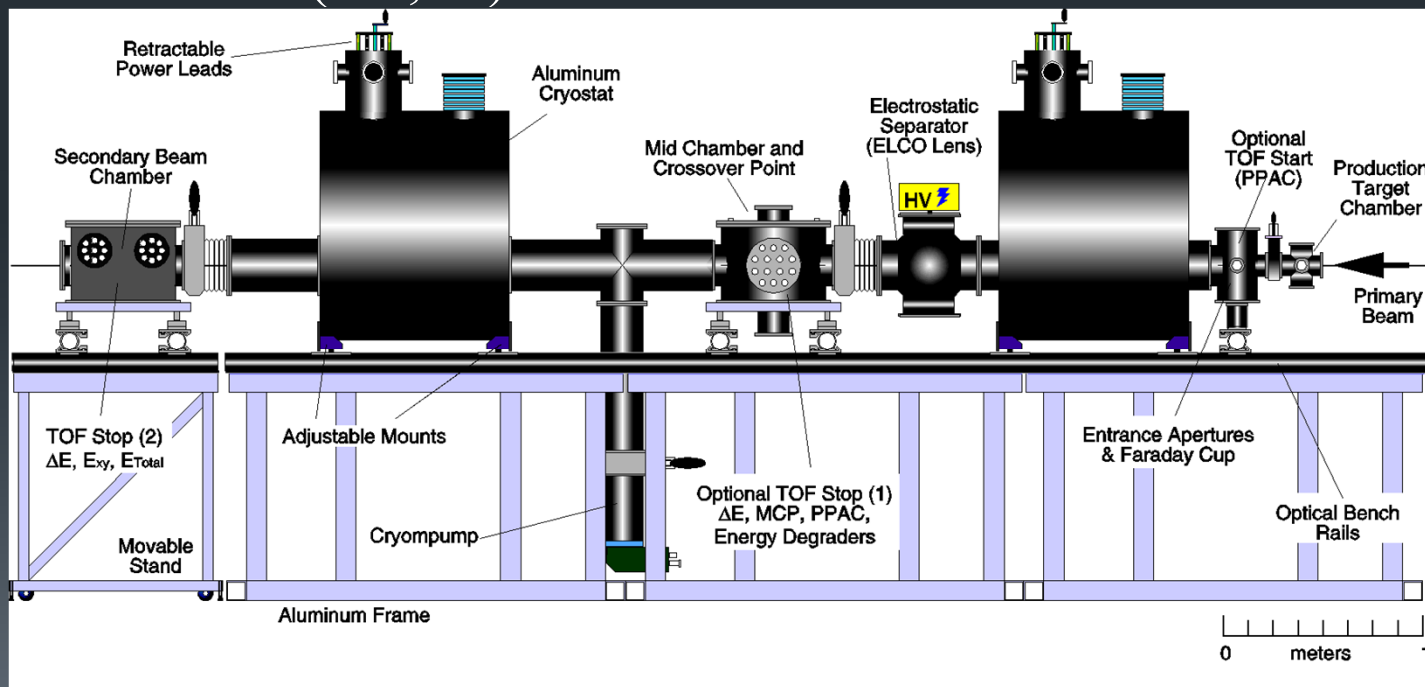 Retractable
Power Leads
Aluminum
Cryostat
Secondary Beam
Chamber
Mid Chamber and
Crossover Point
Electrostatic
Separator
(ELCO Lens)
HV
Optional
TOF Start
(PPAC)
Production
Target
Chamber
Primary
Beam
TOF Stop (2)
ΔE, Exy, ETotal
Adjustable Mounts
Optional TOF Stop (1)
ΔE, MCP, PPAC,
Energy Degraders
Entrance Apertures
& Faraday Cup
Optical Bench
Rails
Movable
Stand
Cryompump
Aluminum Frame
0 meters